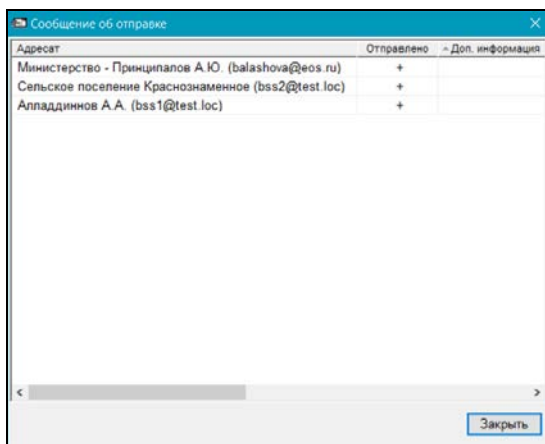 Сообщение об отправке
Адресат Отправлено Доп. информация
Министерство - Принципалов А.Ю. (balashova@eos.ru) +
Сельское поселение Краснознаменное (bss2@test.loc) +
Алладдиннов А.А. (bss1@test.loc) +
Закрыть